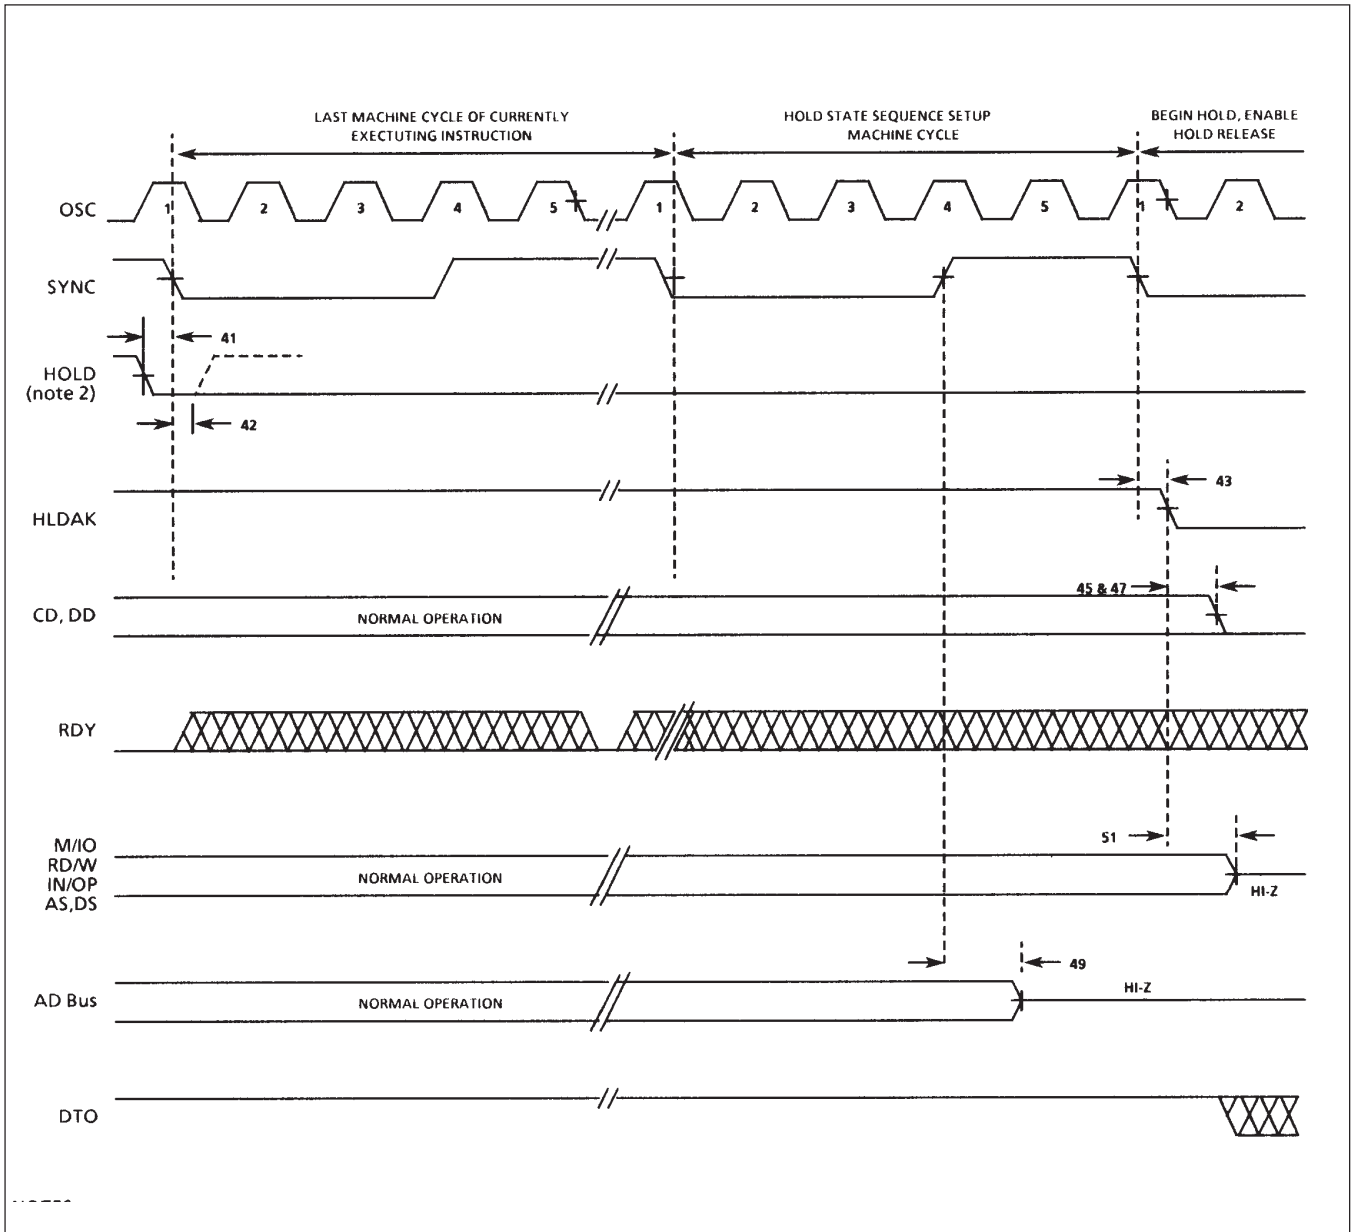 LAST MACHINE CYCLE OF CURRENTLY
EXECTUTING INSTRUCTION
HOLD STATE SEQUENCE SETUP
MACHINE CYCLE
BEGIN HOLD, ENABLE
HOLD RELEASE
OSC
1 2 3 4 5 1 2 3 4 5 1 2
SYNC
41
HOLD
(note 2)
42
43
HLDAK
45 & 47
CD, DD
NORMAL OPERATION
RDY
51
M/IO
RD/W
IN/OP
AS,DS
NORMAL OPERATION
HI-Z
49
AD Bus
NORMAL OPERATION
HI-Z
DTO